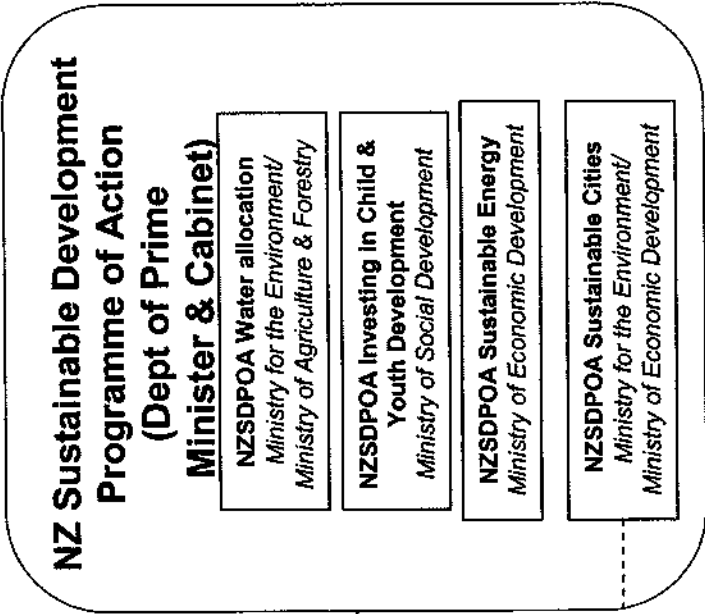 NZ Sustainable Development
Programme of Action
(Dept of Prime
Minister & Cabinet)
NZSDPOA Water allocation
Ministry for the Environment/
Ministry of Agriculture & Forestry
NZSDPOA Investing in Child &
Youth Development
Ministry of Social Development
NZSDPOA Sustainable Energy
Ministry of Economic Development
NZSDPOA Sustainable Cities
Ministry for the Environment/
Ministry of Economic Development